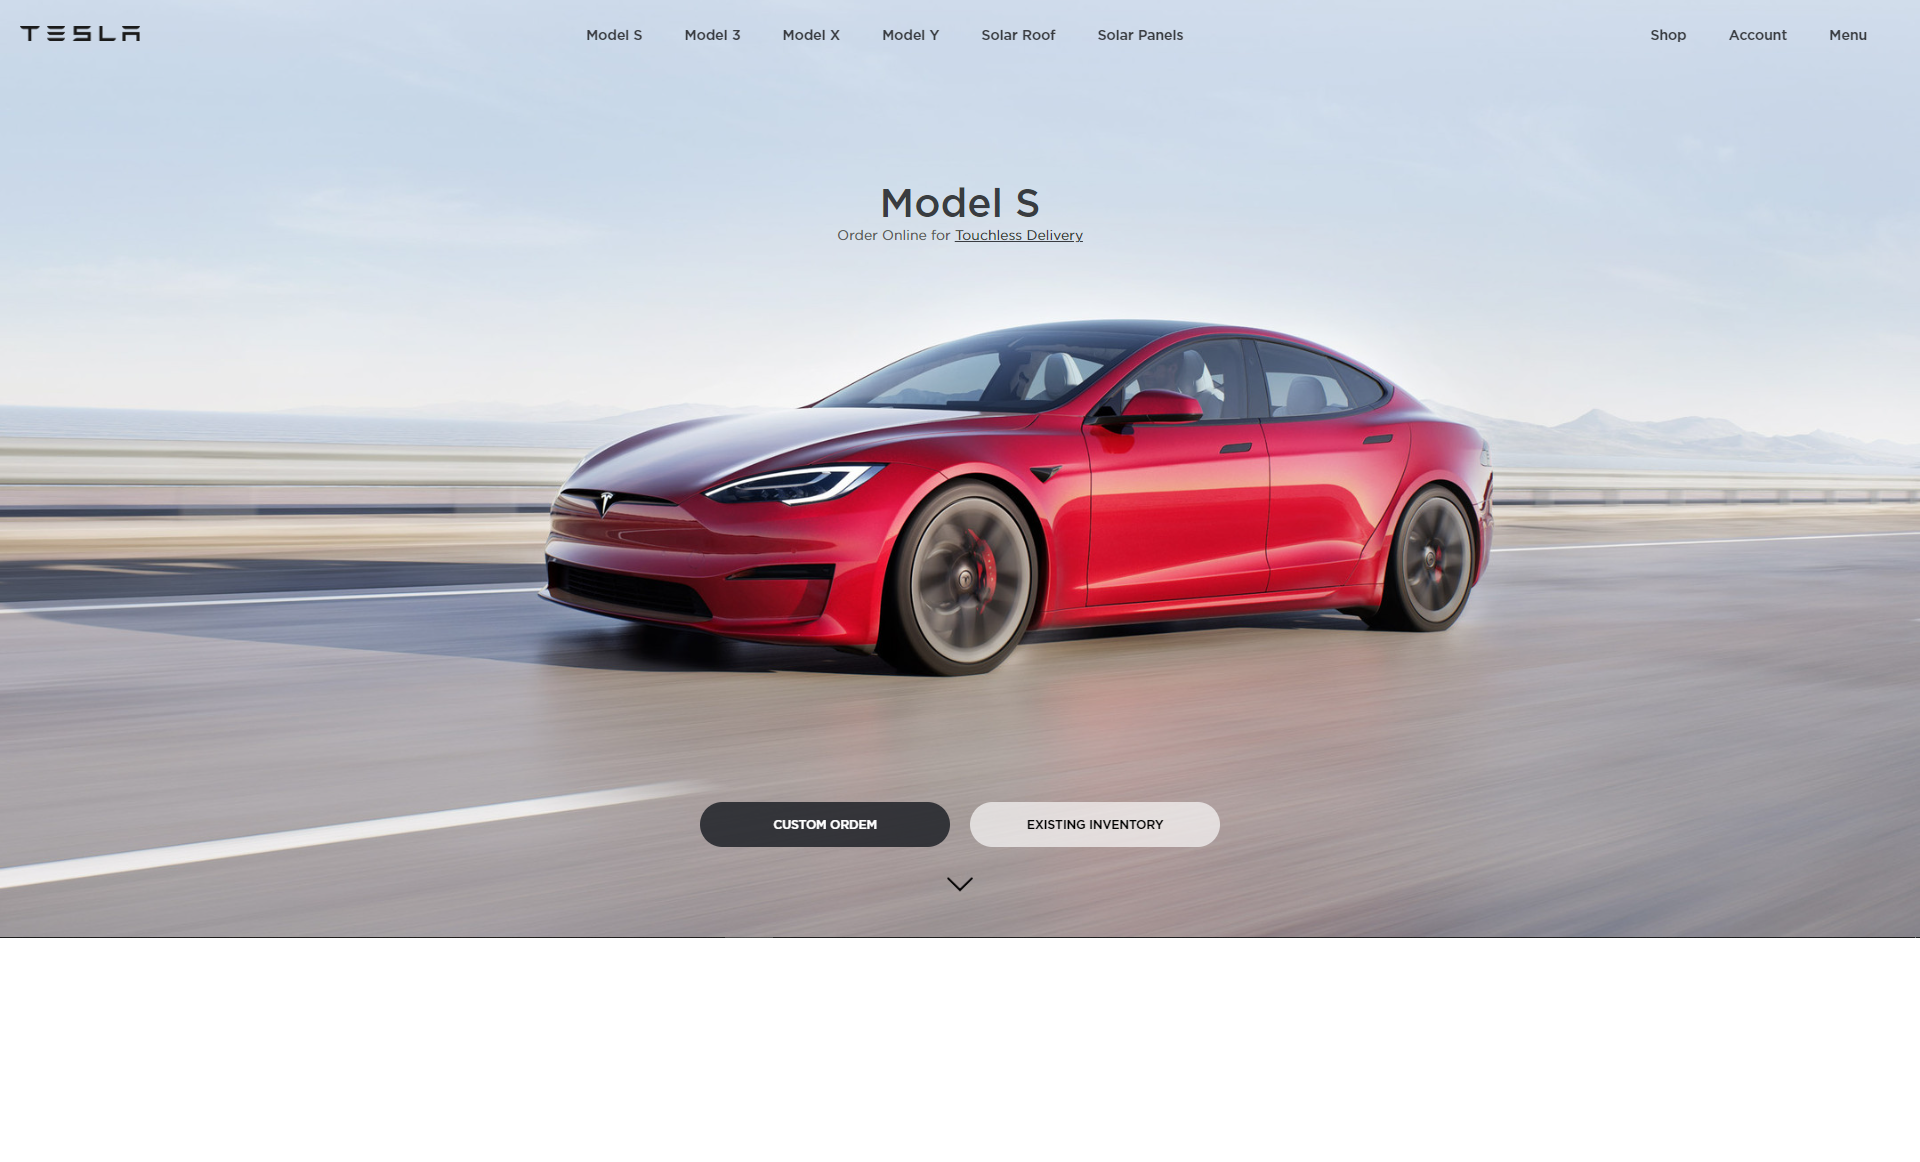 TESLA
Model S Model 3 Model X Model Y Solar Roof Solar Panels
Shop Account Menu
Model S
Order Online for Touchless Delivery
CUSTOM ORDEM
EXISTING INVENTORY